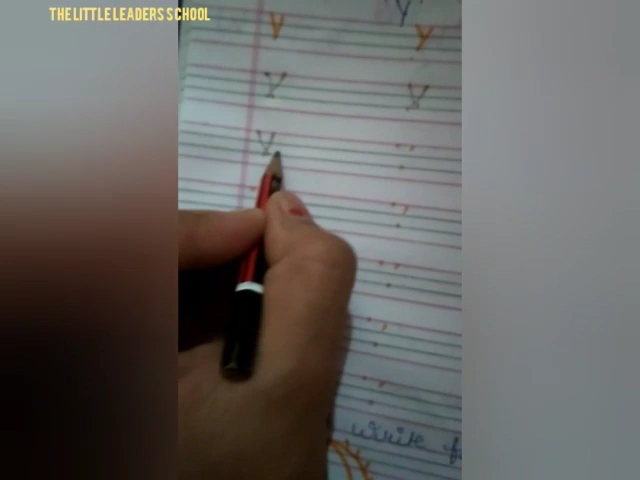 THE LITTLE LEADERS SCHOOL
Y
Y Y
Y Y
Y
write